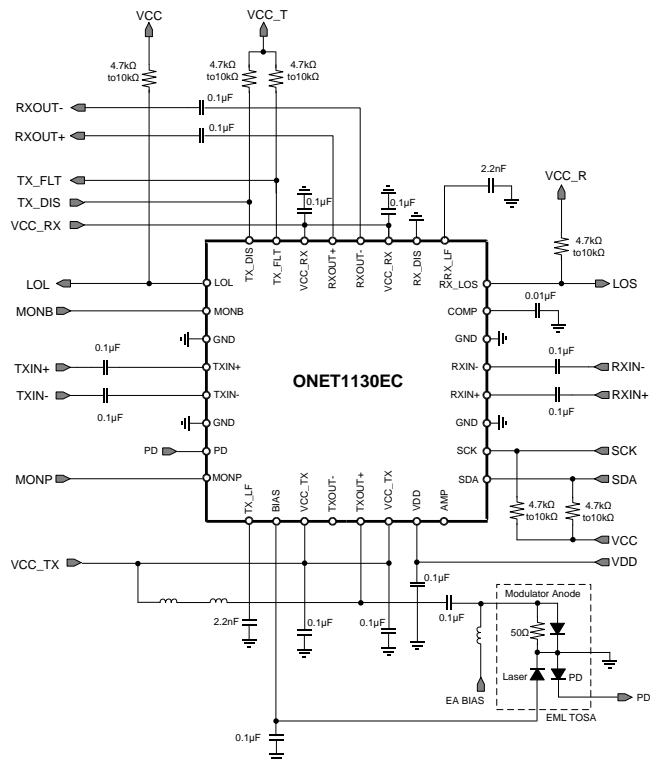 VCC
VCC_T
4.7kΩ
to10kΩ
4.7kΩ
to10kΩ
4.7kΩ
to10kΩ
0.1µF
RXOUT-
0.1µF
RXOUT+
2.2nF
VCC_R
TX_FLT
TX_DIS
0.1µF
0.1µF
VCC_RX
4.7kΩ
to10kΩ
TX_DIS
TX_FLT
VCC_RX
RXOUT+
RXOUT-
VCC_RX
RX_DIS
RX_LF
LOL
LOL
RX_LOS
LOS
MONB
MONB
COMP
0.01µF
GND
GND
0.1µF
0.1µF
TXIN+
TXIN+
RXIN-
RXIN-
ONET1130EC
TXIN-
TXIN-
RXIN+
RXIN+
0.1µF
0.1µF
GND
GND
PD
PD
SCK
SCK
MONP
MONP
SDA
SDA
TX_LF
BIAS
VCC_TX
TXOUT-
TXOUT+
VCC_TX
VDD
AMP
4.7kΩ
to10kΩ
4.7kΩ
to10kΩ
VCC
VCC_TX
VDD
0.1µF
Modulator Anode
2.2nF
0.1µF
0.1µF
0.1µF
50Ω
Laser
PD
EA BIAS
PD
EML TOSA
0.1µF